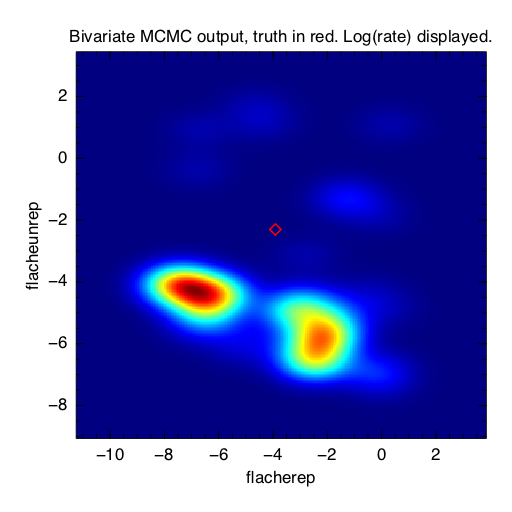 Bivariate MCMC output, truth in red. Log(rate) displayed.
2
0
−2
−4
−6
−8
flacheunrep
−10 −8 −6 −4 −2 0 2
flacherep